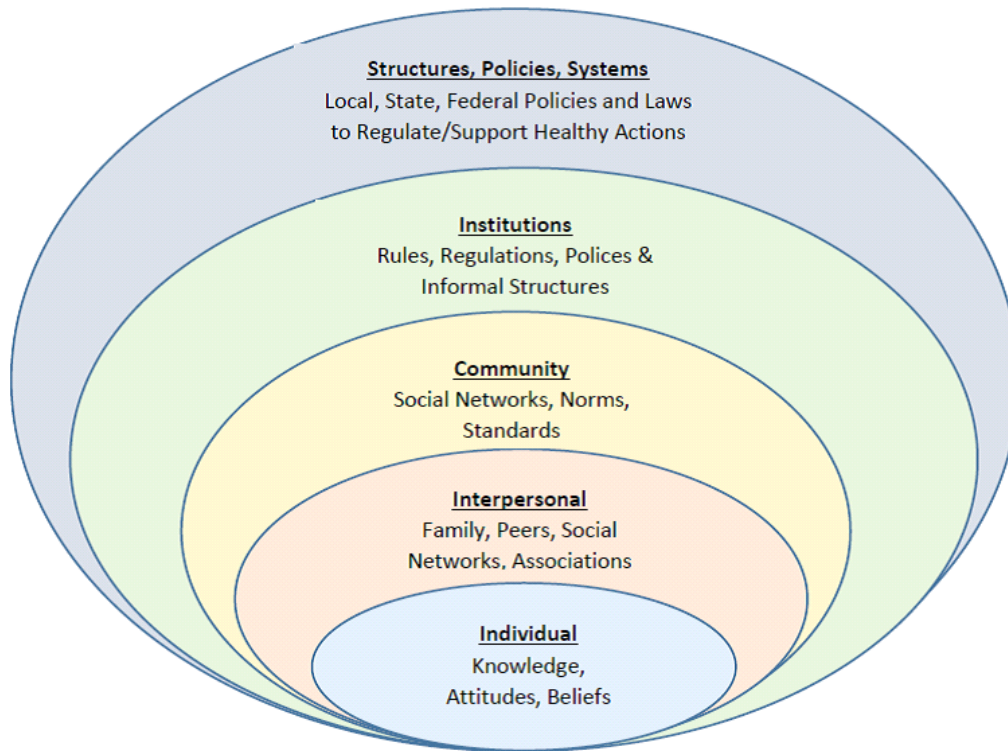 Structures, Policies, Systems
Local, State, Federal Policies and Laws
to Regulate/Support Healthy Actions
Institutions
Rules, Regulations, Polices &
Informal Structures
Community
Social Networks, Norms,
Standards
Interpersonal
Family, Peers, Social
Networks, Associations
Individual
Knowledge,
Attitudes, Beliefs